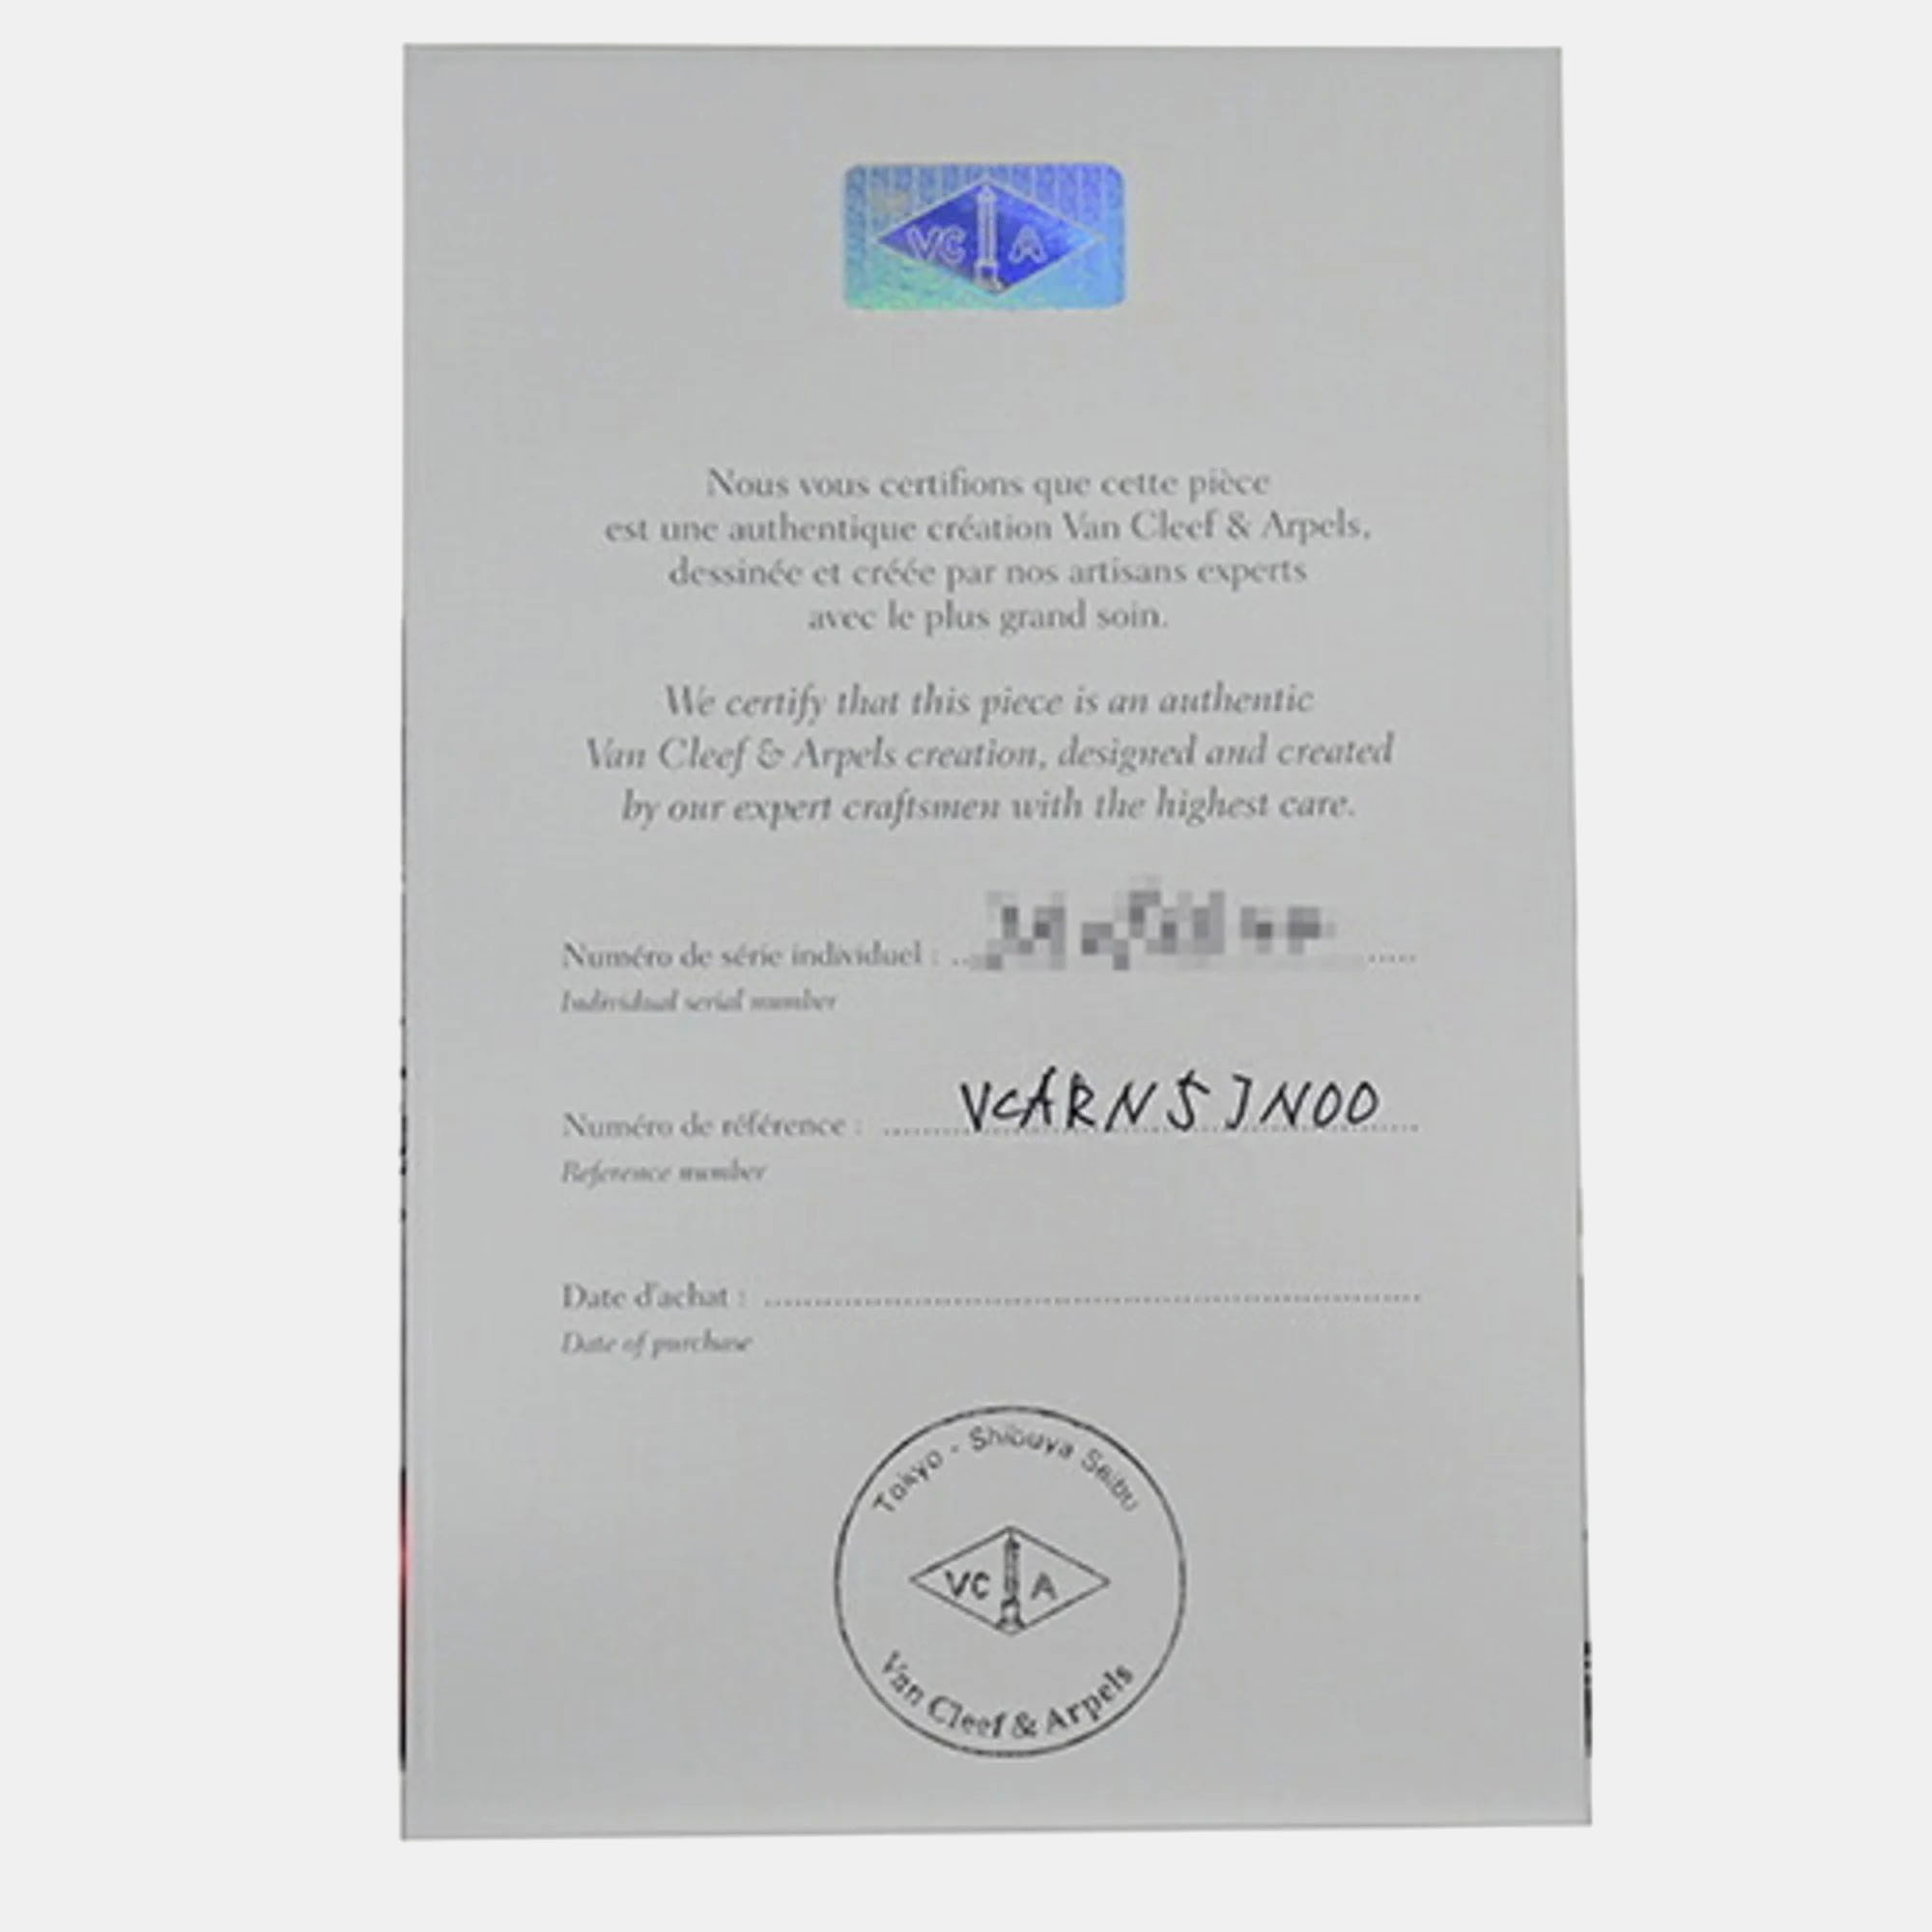 VC A
Nous vous certifions que cette pièce
est une authentique création Van Cleef & Arpels,
dessinée et créée par nos artisans experts
avec le plus grand soin.
We certify that this piece is an authentic
Van Cleef & Arpels creation, designed and created
by our expert craftsmen with the highest care.
Numéro de série individuel :
Individual serial number
Numéro de référence : VCARN5JN00
Reference number
Date d'achat :
Date of purchase
Tokyo - Shibuya Seibu
VC A
Van Cleef & Arpels